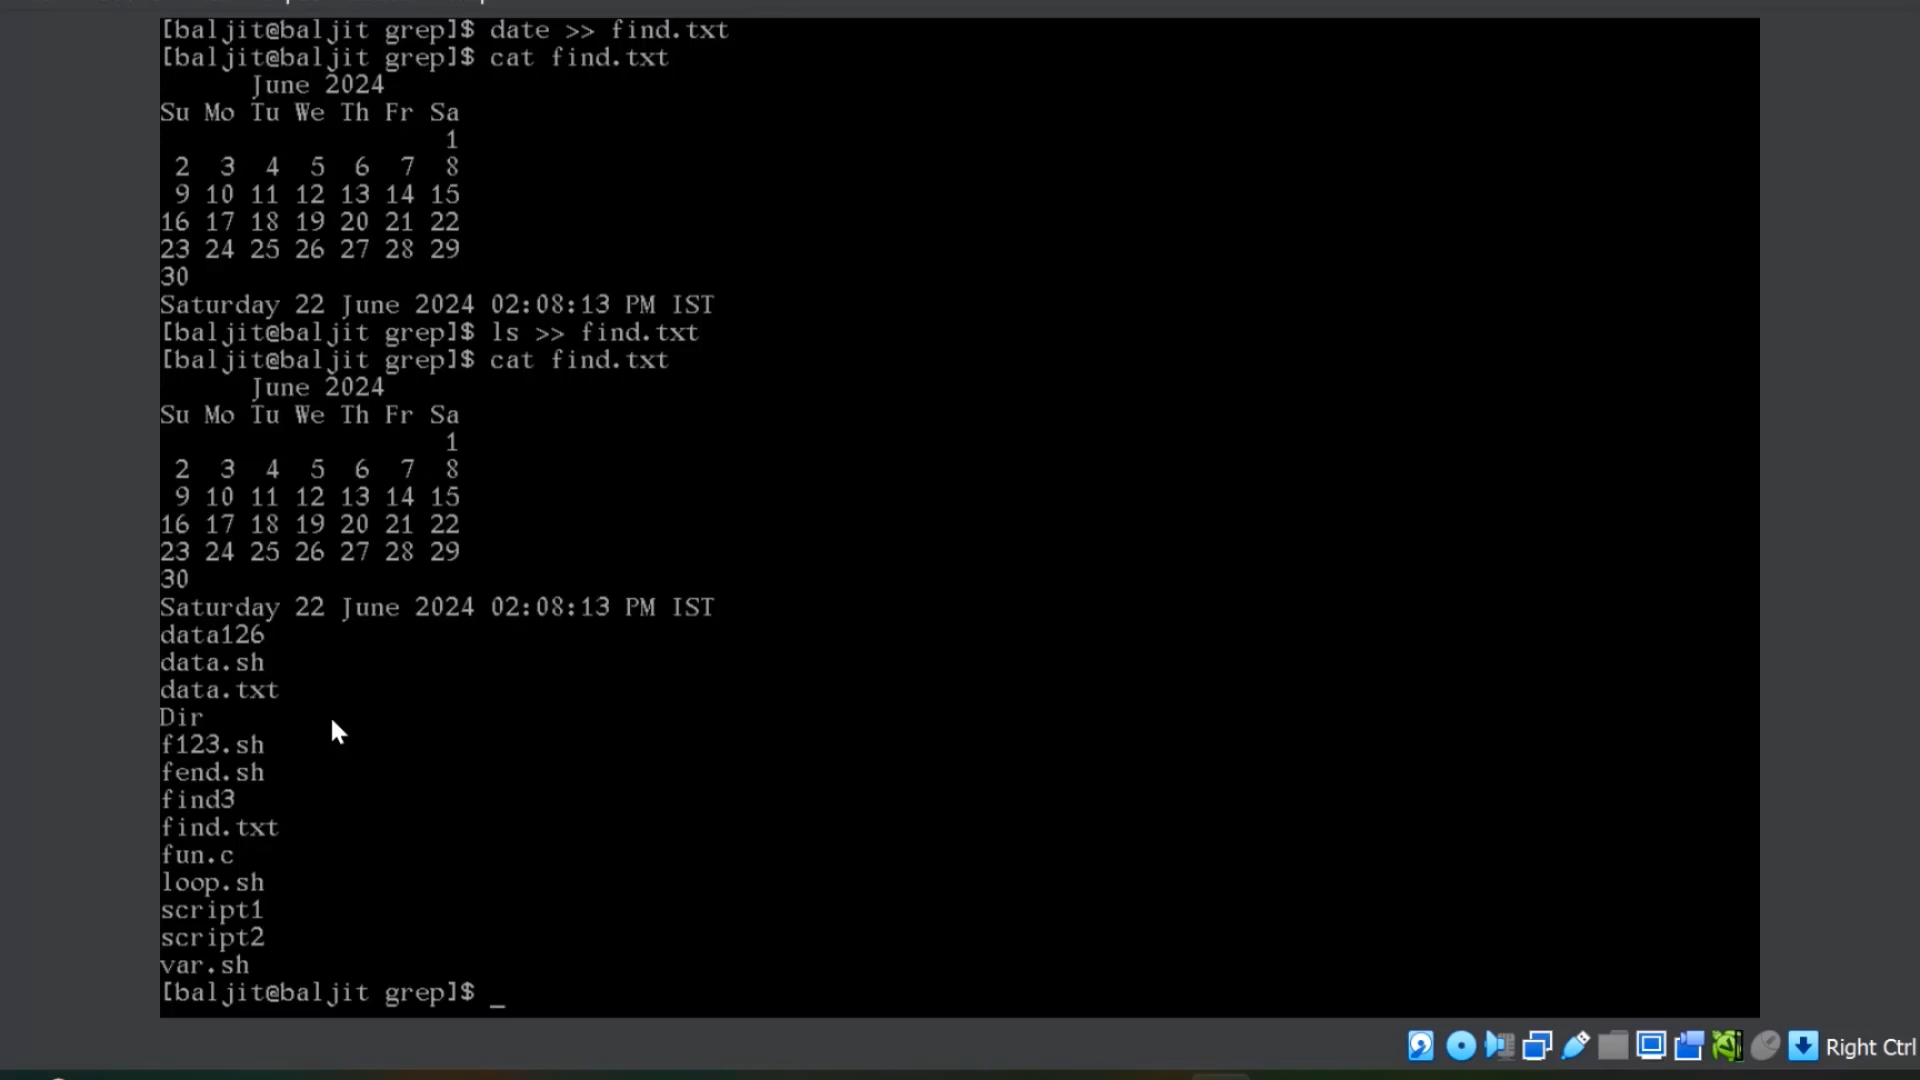 [baljit@baljit grep]$ date >> find.txt
[baljit@baljit grep]$ cat find.txt
      June 2024
Su Mo Tu We Th Fr Sa
                   1
 2  3  4  5  6  7  8
 9 10 11 12 13 14 15
16 17 18 19 20 21 22
23 24 25 26 27 28 29
30
Saturday 22 June 2024 02:08:13 PM IST
[baljit@baljit grep]$ ls >> find.txt
[baljit@baljit grep]$ cat find.txt
      June 2024
Su Mo Tu We Th Fr Sa
                   1
 2  3  4  5  6  7  8
 9 10 11 12 13 14 15
16 17 18 19 20 21 22
23 24 25 26 27 28 29
30
Saturday 22 June 2024 02:08:13 PM IST
data126
data.sh
data.txt
Dir
f123.sh
fend.sh
find3
find.txt
fun.c
loop.sh
script1
script2
var.sh
[baljit@baljit grep]$ _
Right Ctrl